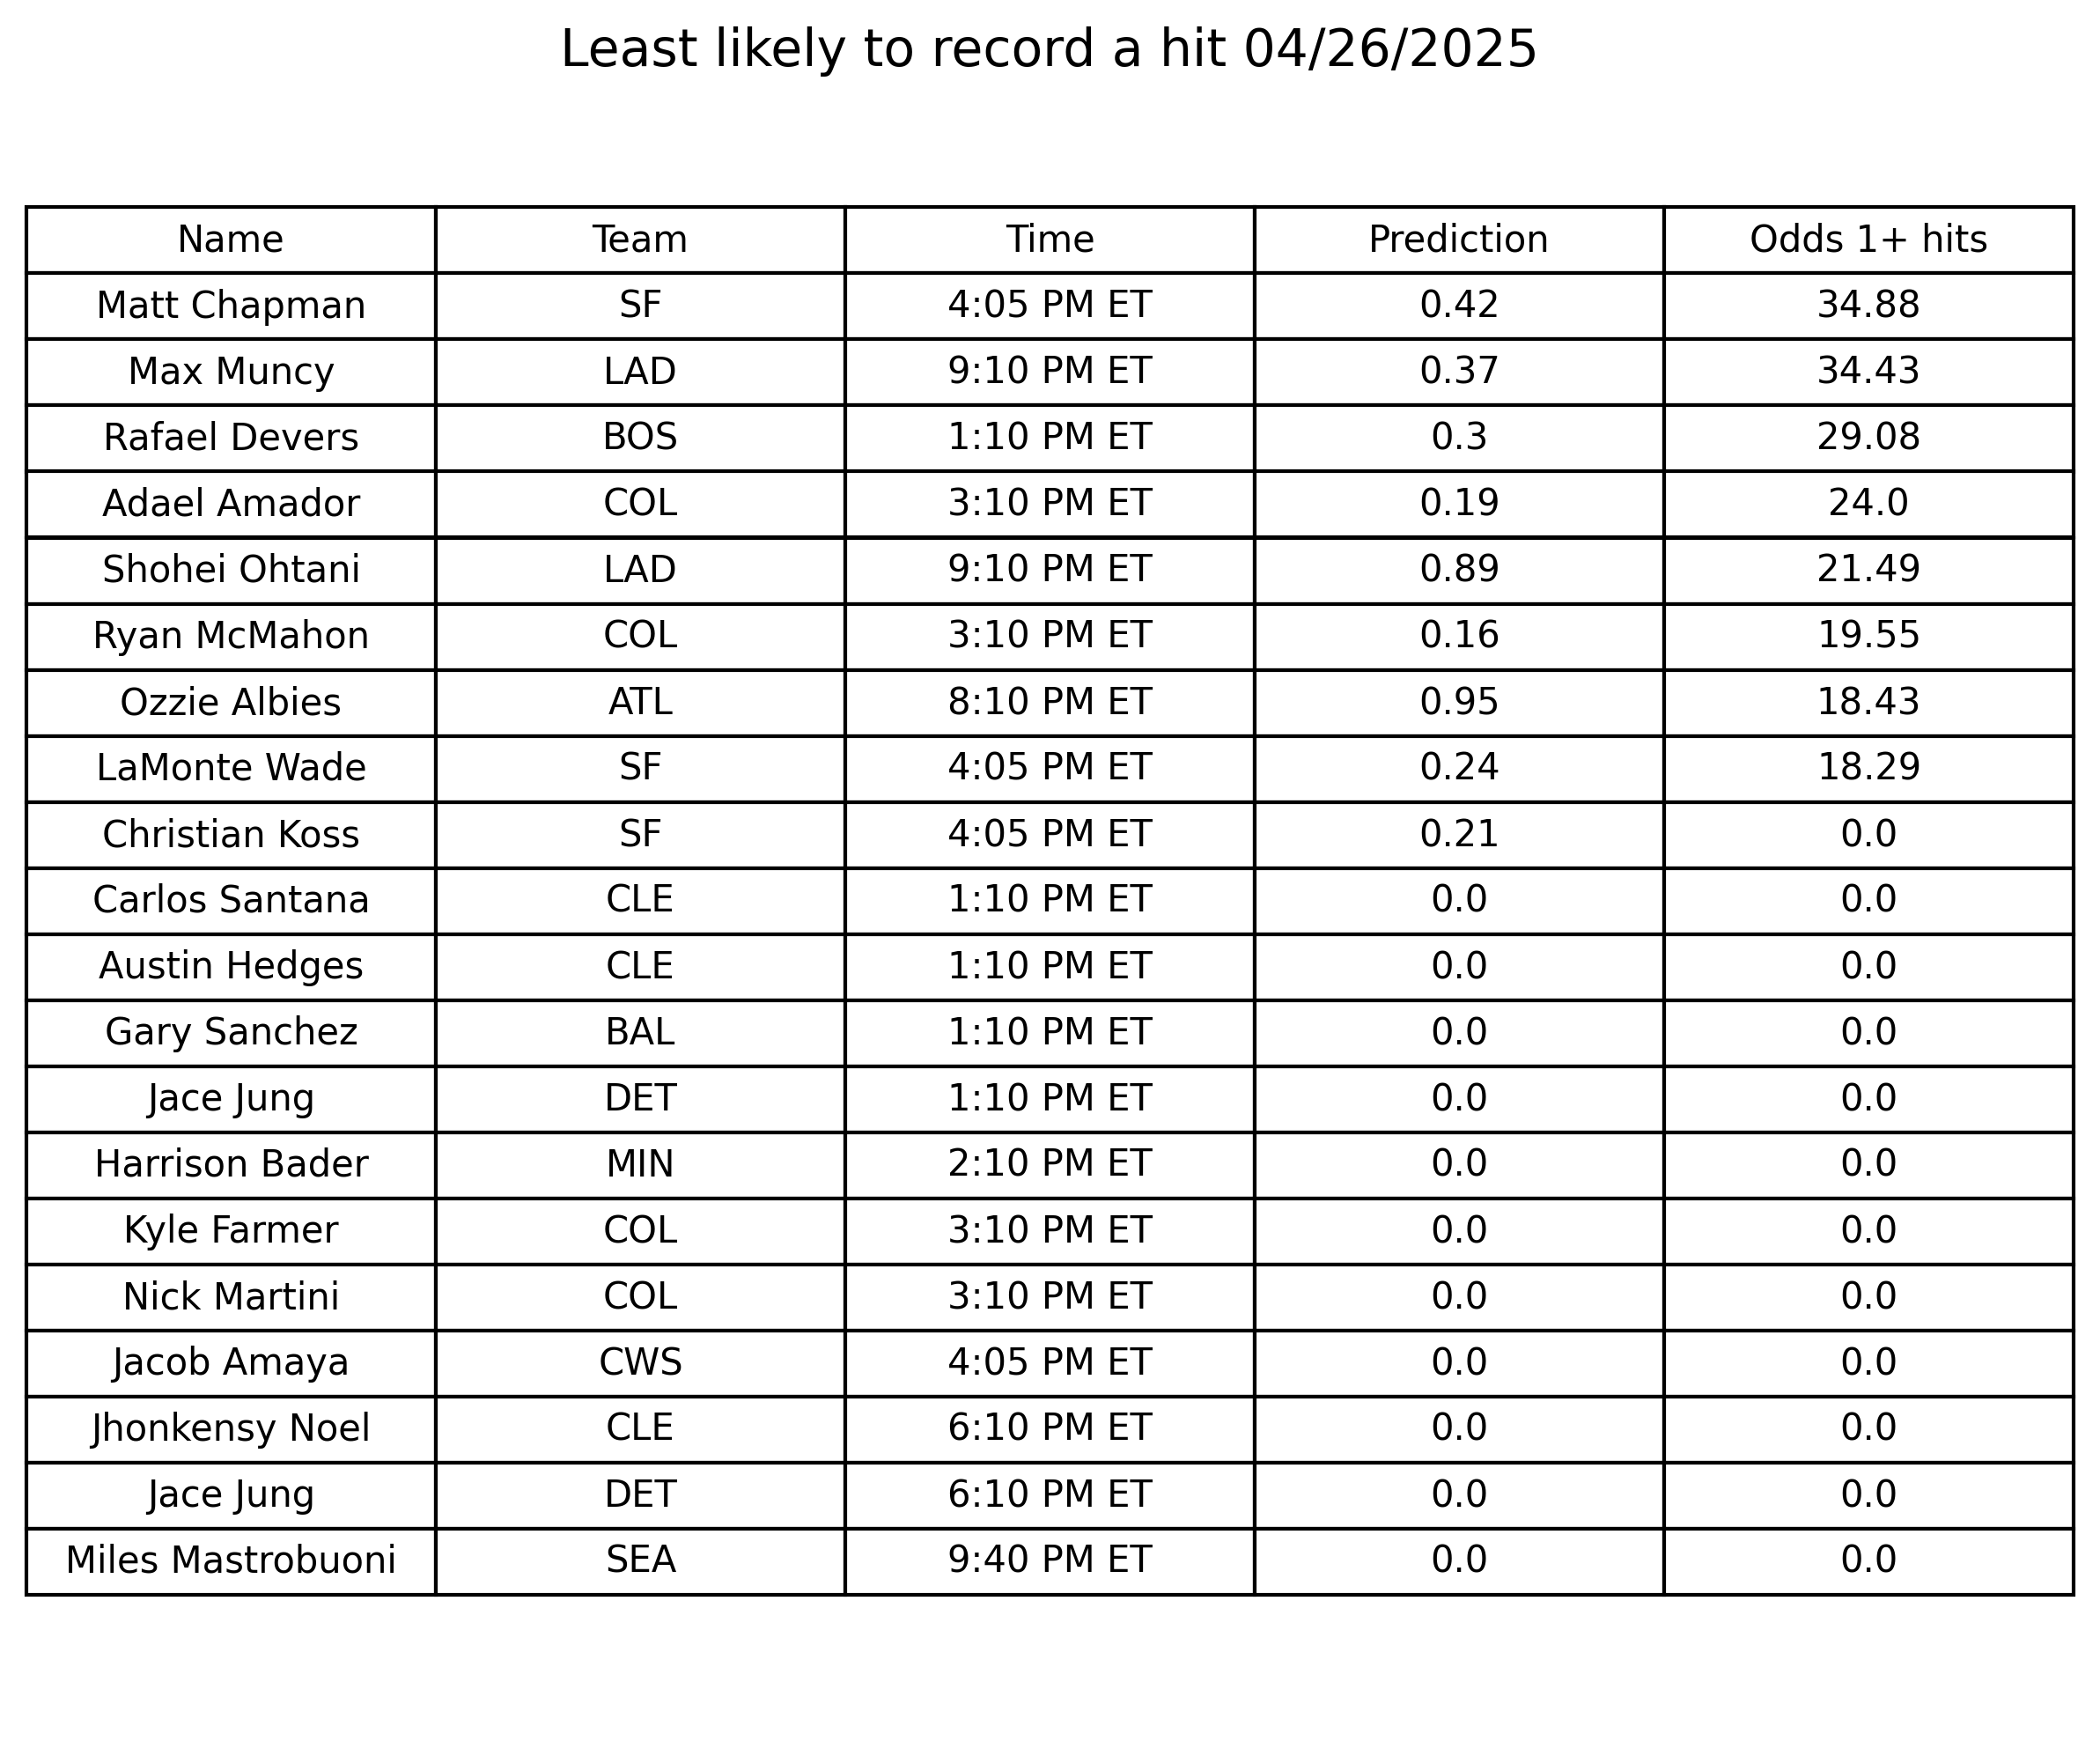 Least likely to record a hit 04/26/2025
Name Team Time Prediction Odds 1+ hits
Matt Chapman SF 4:05 PM ET 0.42 34.88
Max Muncy LAD 9:10 PM ET 0.37 34.43
Rafael Devers BOS 1:10 PM ET 0.3 29.08
Adael Amador COL 3:10 PM ET 0.19 24.0
Shohei Ohtani LAD 9:10 PM ET 0.89 21.49
Ryan McMahon COL 3:10 PM ET 0.16 19.55
Ozzie Albies ATL 8:10 PM ET 0.95 18.43
LaMonte Wade SF 4:05 PM ET 0.24 18.29
Christian Koss SF 4:05 PM ET 0.21 0.0
Carlos Santana CLE 1:10 PM ET 0.0 0.0
Austin Hedges CLE 1:10 PM ET 0.0 0.0
Gary Sanchez BAL 1:10 PM ET 0.0 0.0
Jace Jung DET 1:10 PM ET 0.0 0.0
Harrison Bader MIN 2:10 PM ET 0.0 0.0
Kyle Farmer COL 3:10 PM ET 0.0 0.0
Nick Martini COL 3:10 PM ET 0.0 0.0
Jacob Amaya CWS 4:05 PM ET 0.0 0.0
Jhonkensy Noel CLE 6:10 PM ET 0.0 0.0
Jace Jung DET 6:10 PM ET 0.0 0.0
Miles Mastrobuoni SEA 9:40 PM ET 0.0 0.0